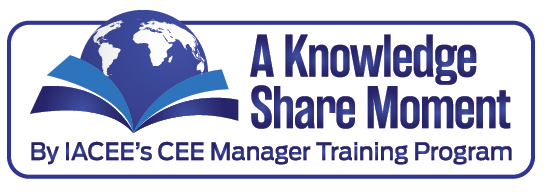 A Knowledge
Share Moment
By IACEE's CEE Manager Training Program